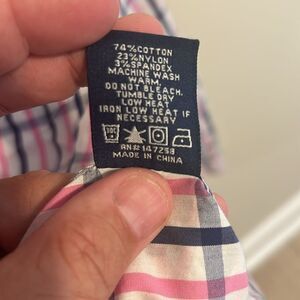 74%COTTON
23%NYLON
3%SPANDEX
MACHINE WASH
WARM.
DO NOT BLEACH.
TUMBLE DRY
LOW HEAT
IRON LOW HEAT IF
NECESSARY
RN#147258
MADE IN CHINA